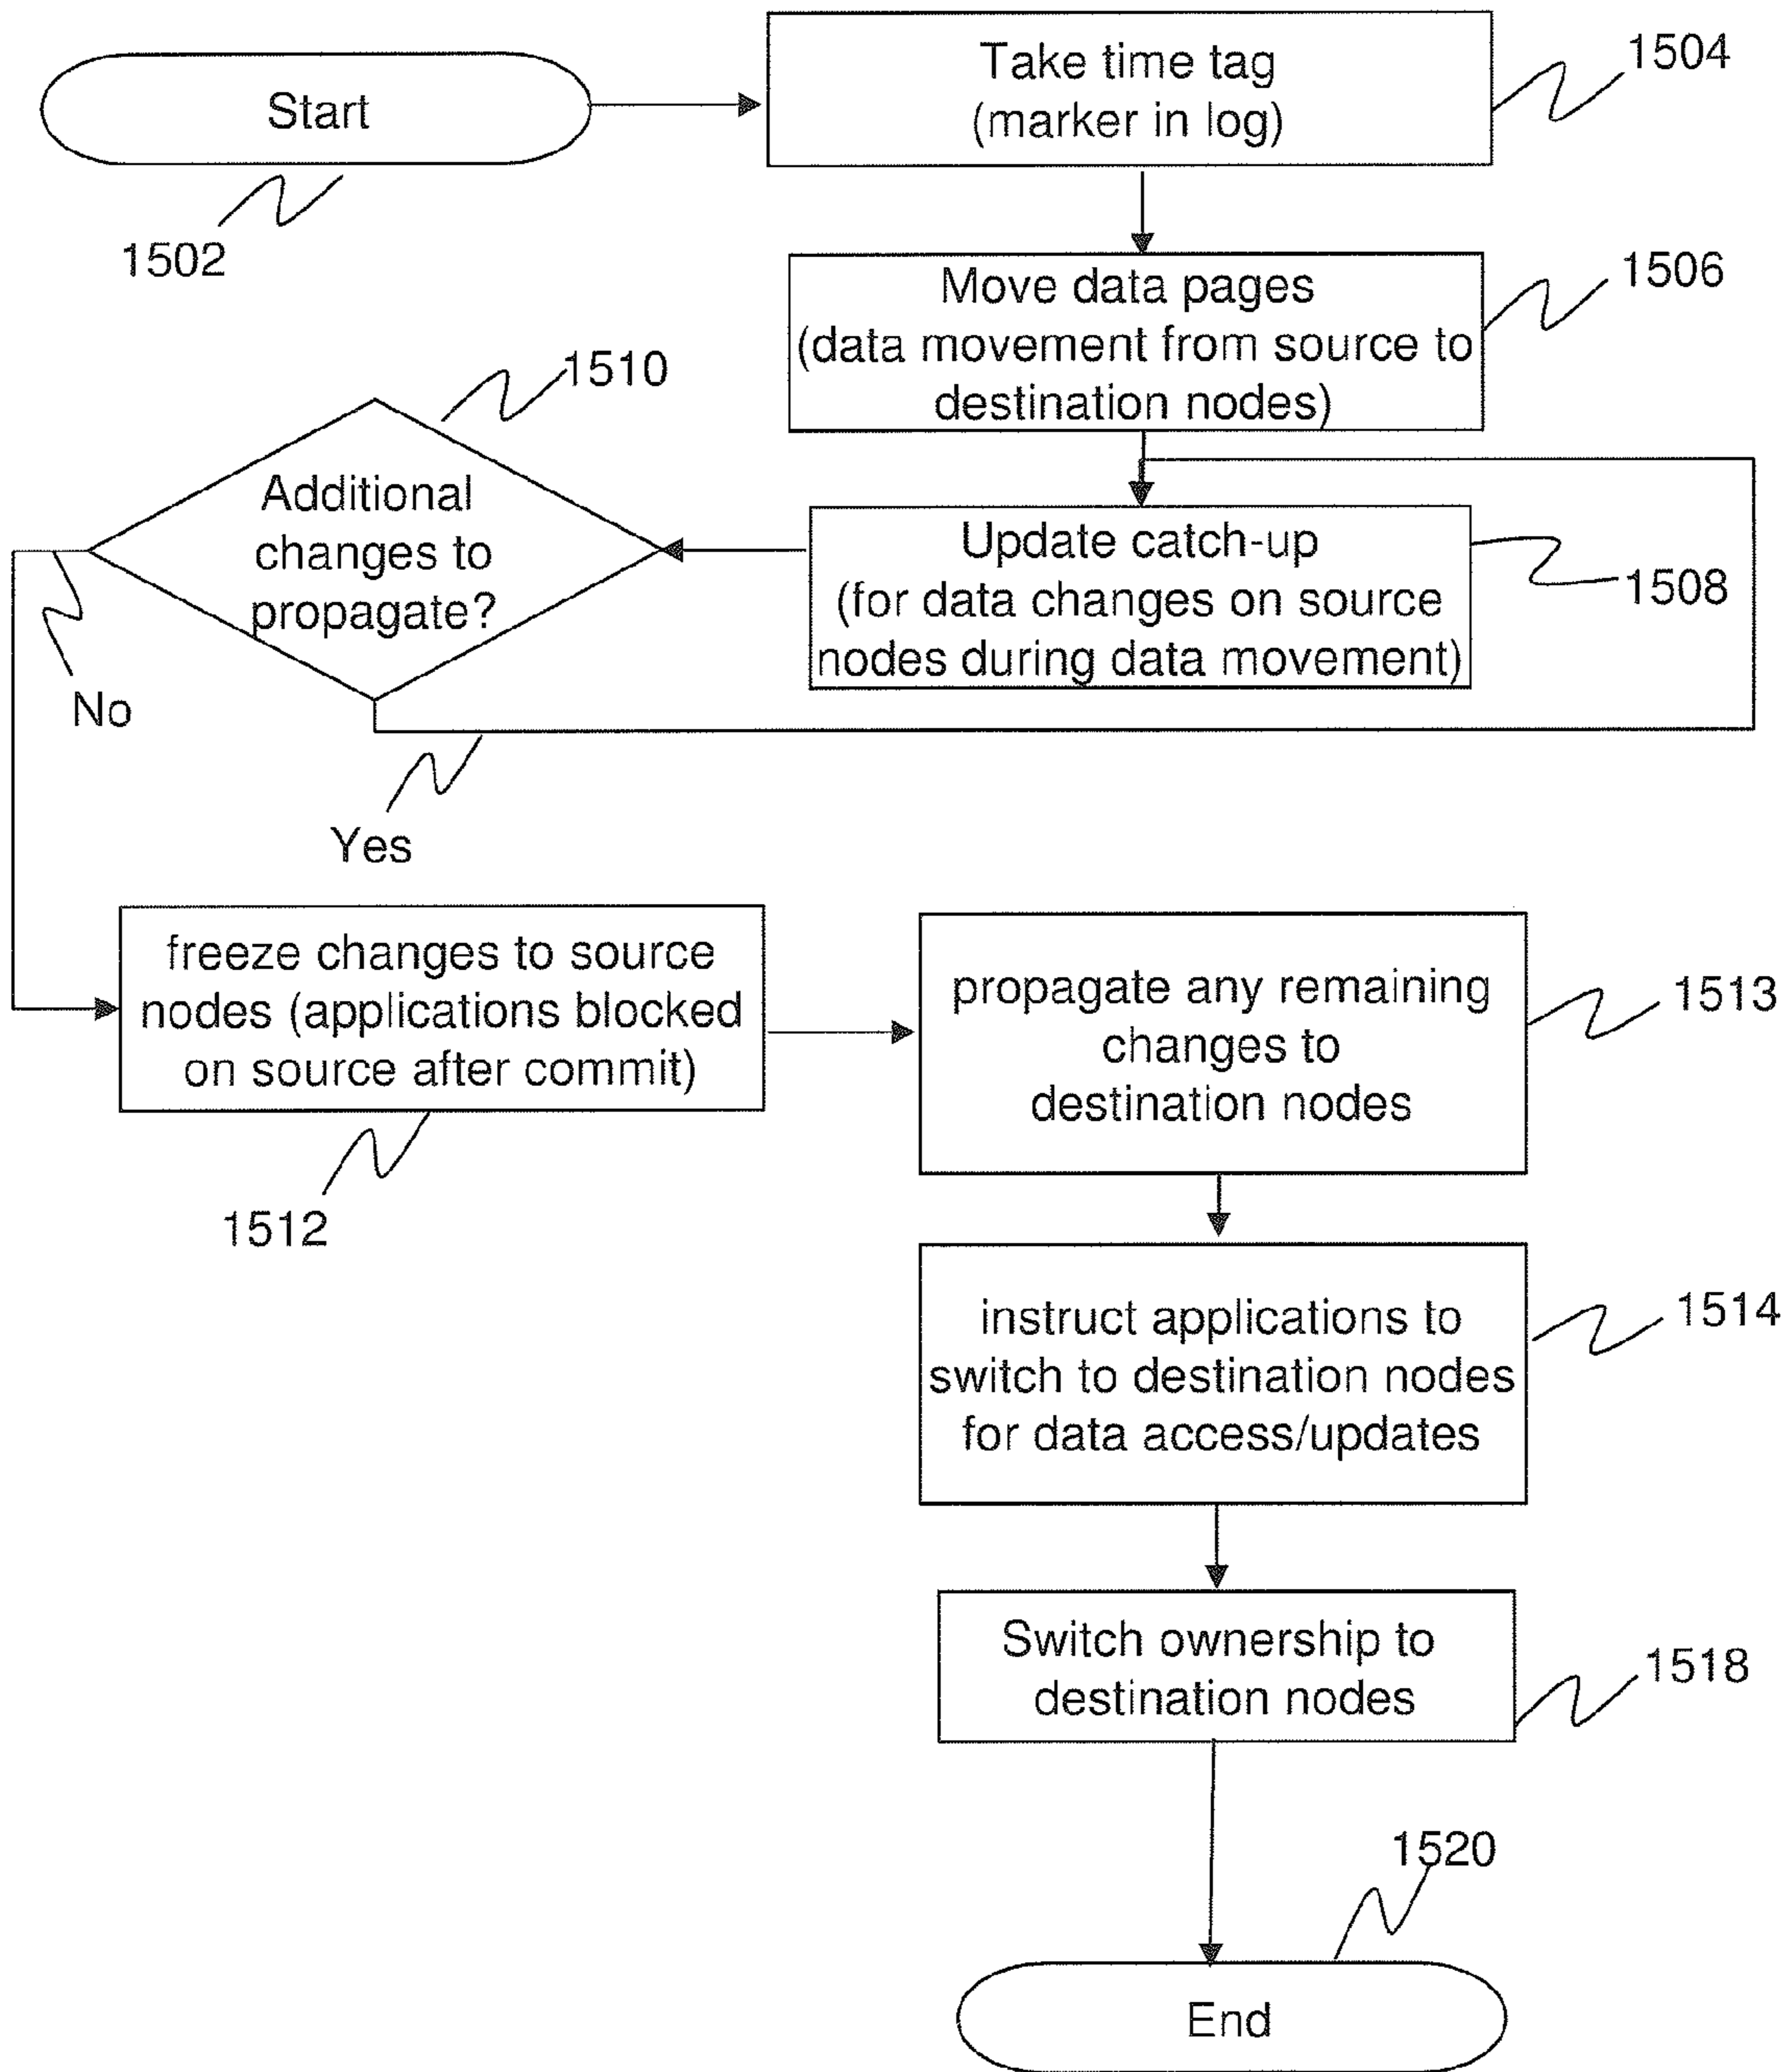 Start
1502
Take time tag
(marker in log)
1504
Move data pages
(data movement from source to
destination nodes)
1506
1510
Additional
changes to
propagate?
Update catch-up
(for data changes on source
nodes during data movement)
1508
No
Yes
freeze changes to source
nodes (applications blocked
on source after commit)
1512
propagate any remaining
changes to
destination nodes
1513
instruct applications to
switch to destination nodes
for data access/updates
1514
Switch ownership to
destination nodes
1518
1520
End